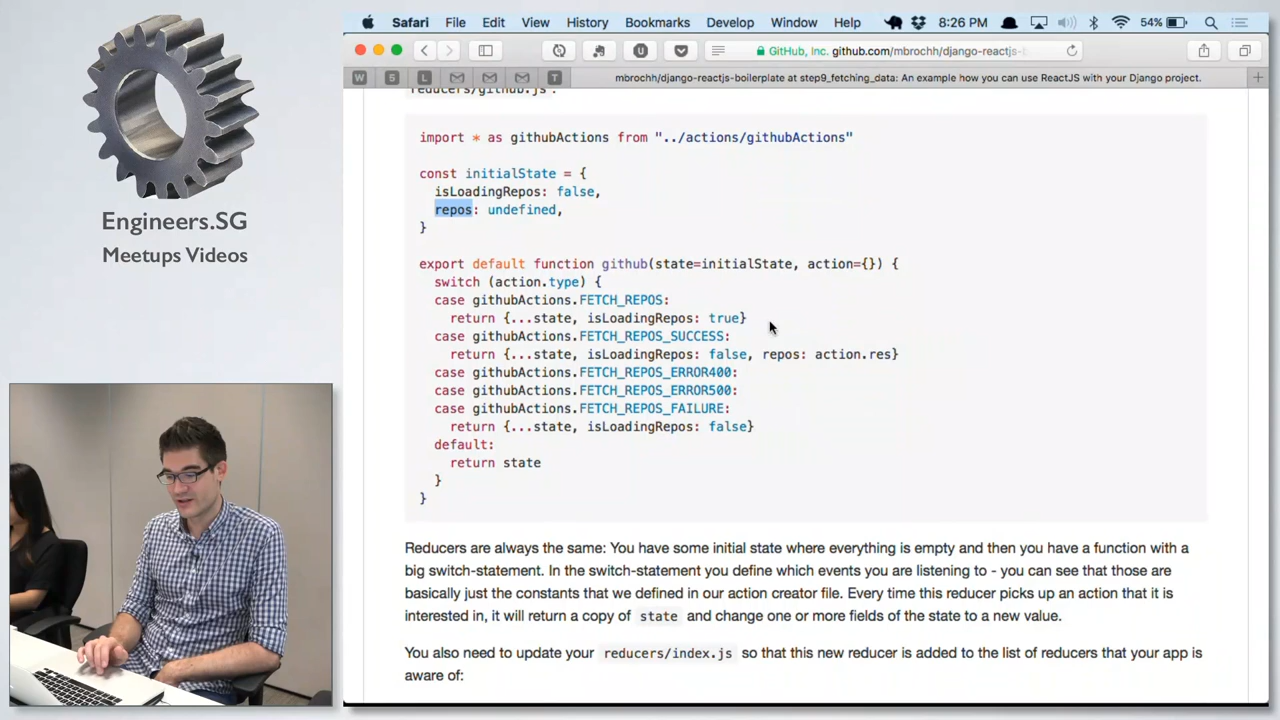 Safari File Edit View History Bookmarks Develop Window Help 8:26 PM 54%
GitHub, Inc. github.com/mbrochh/django-reactjs-b
W 5 L T mbrochh/django-reactjs-boilerplate at step9_fetching_data: An example how you can use ReactJS with your Django project.
reducers/github.js :
import * as githubActions from "../actions/githubActions"
const initialState = {
isLoadingRepos: false,
repos: undefined,
}
export default function github(state=initialState, action={}) {
switch (action.type) {
case githubActions.FETCH_REPOS:
return {...state, isLoadingRepos: true}
case githubActions.FETCH_REPOS_SUCCESS:
return {...state, isLoadingRepos: false, repos: action.res}
case githubActions.FETCH_REPOS_ERROR400:
case githubActions.FETCH_REPOS_ERROR500:
case githubActions.FETCH_REPOS_FAILURE:
return {...state, isLoadingRepos: false}
default:
return state
}
}
Reducers are always the same: You have some initial state where everything is empty and then you have a function with a
big switch-statement. In the switch-statement you define which events you are listening to - you can see that those are
basically just the constants that we defined in our action creator file. Every time this reducer picks up an action that it is
interested in, it will return a copy of state and change one or more fields of the state to a new value.
You also need to update your reducers/index.js so that this new reducer is added to the list of reducers that your app is
aware of:
Engineers.SG
Meetups Videos